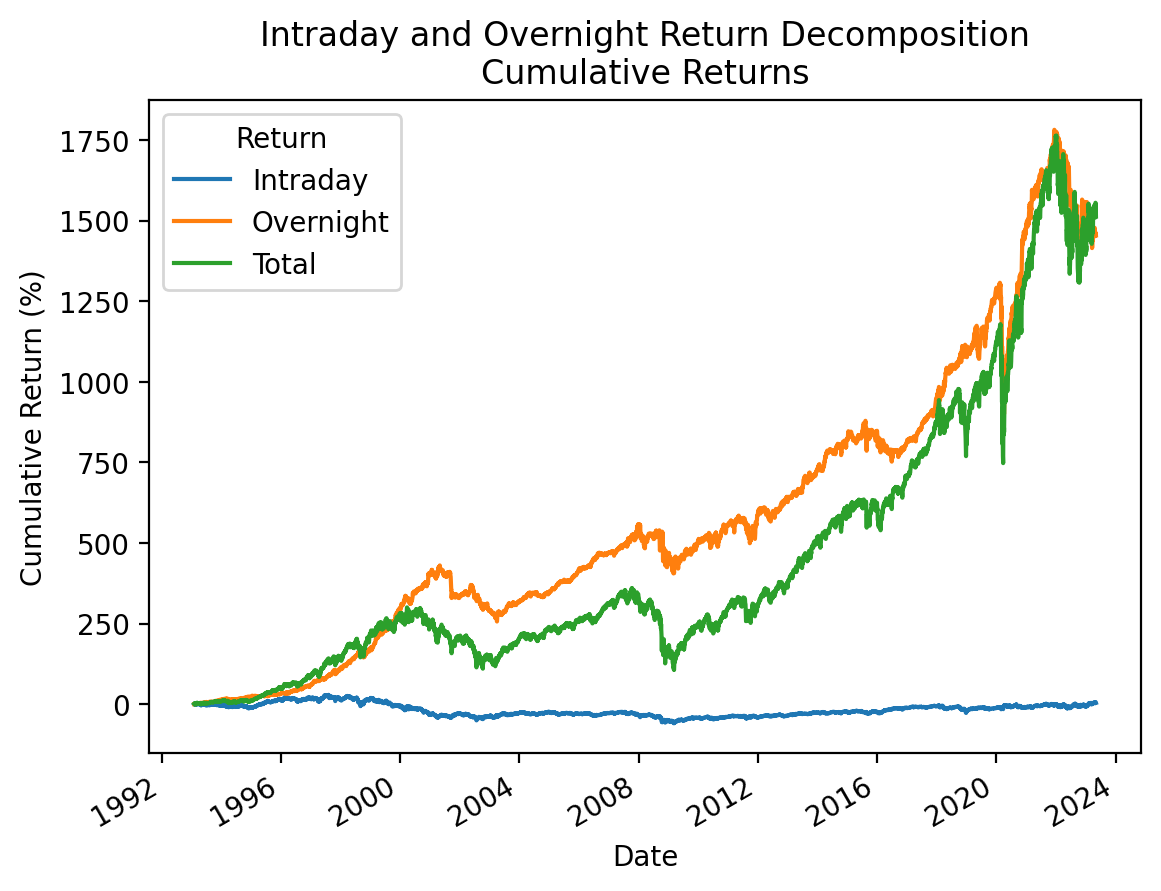 Intraday and Overnight Return Decomposition
Cumulative Returns
Return
Intraday
Overnight
Total
Cumulative Return (%)
1750
1500
1250
1000
750
500
250
0
1992
1996
2000
2004
2008
2012
2016
2020
2024
Date